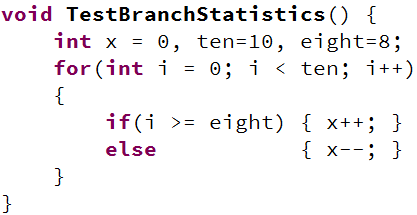 void TestBranchStatistics() {
    int x = 0, ten=10, eight=8;
    for(int i = 0; i < ten; i++)
    {
        if(i >= eight) { x++; }
        else           { x--; }
    }
}